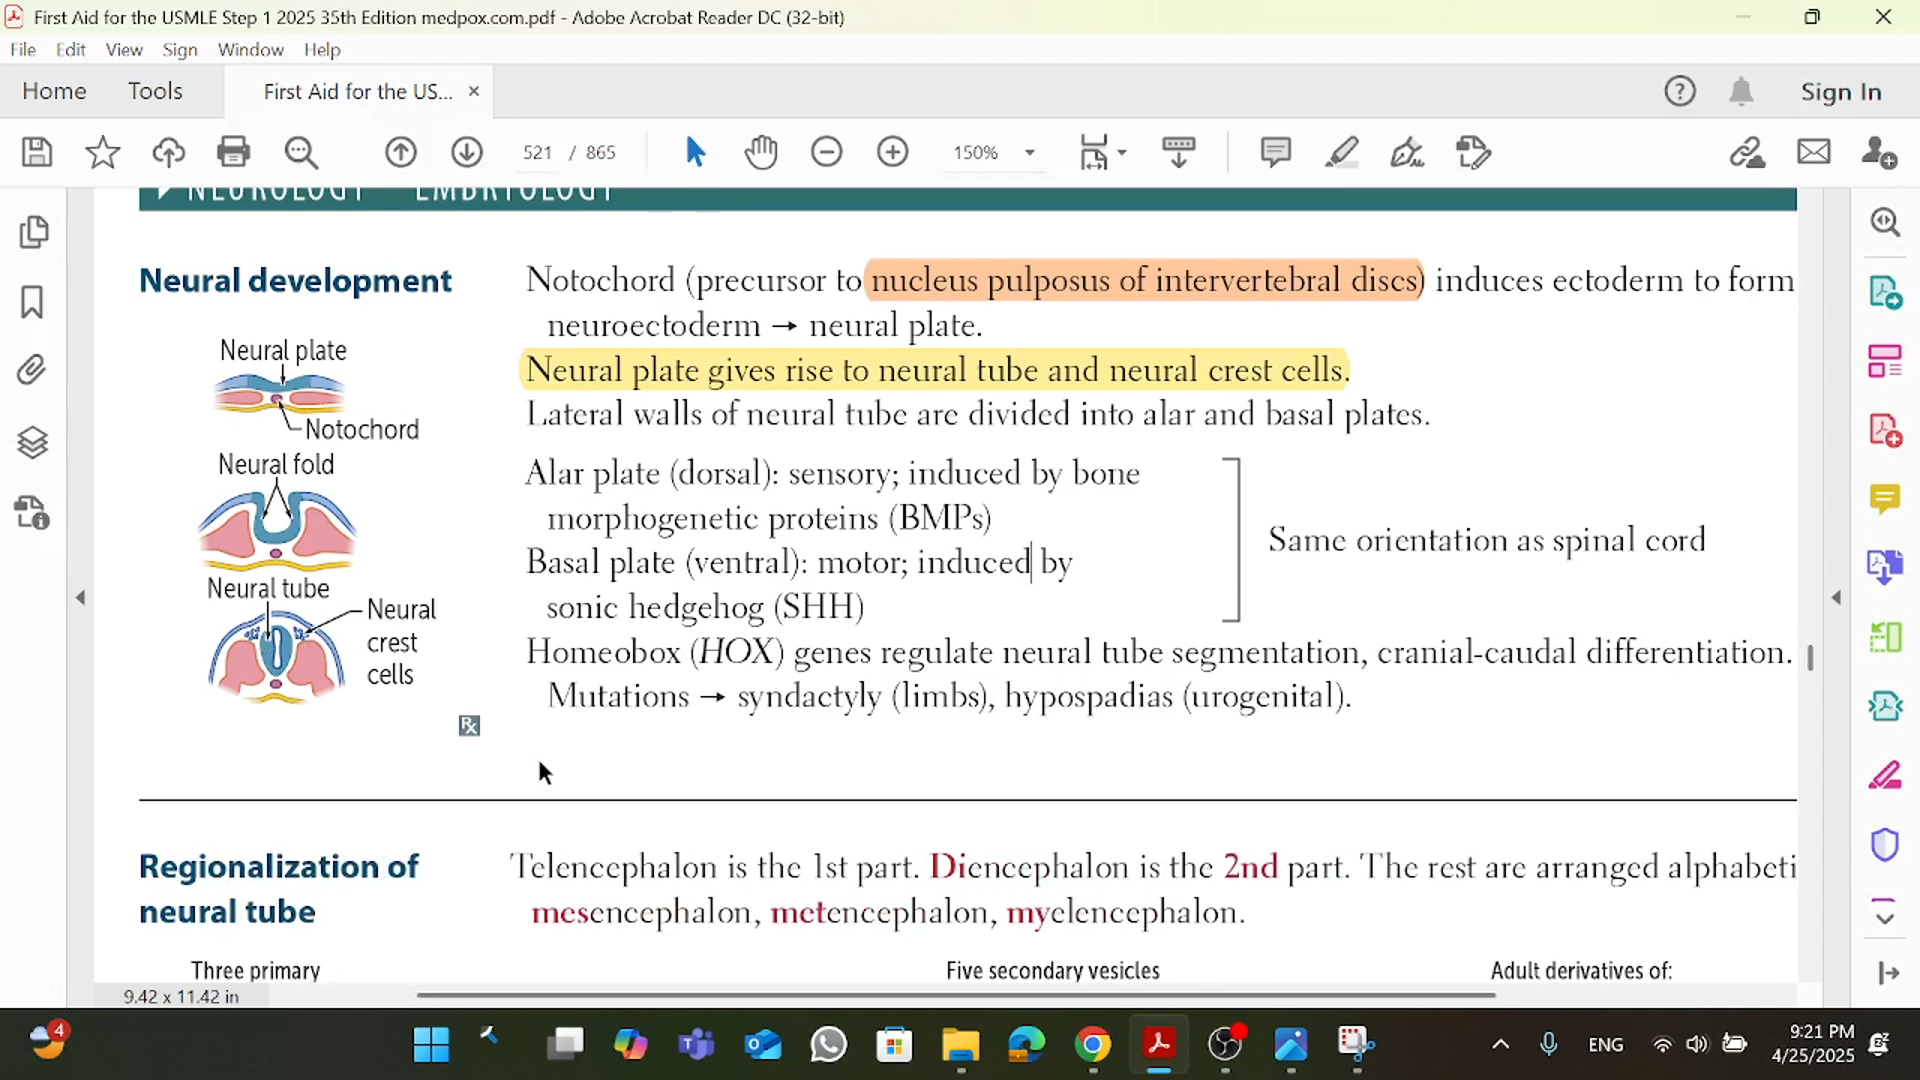 First Aid for the USMLE Step 1 2025 35th Edition medpox.com.pdf - Adobe Acrobat Reader DC (32-bit)
File Edit View Sign Window Help
Home Tools First Aid for the US... × Sign In
521 / 865 150%
NEUROLOGY EMBRYOLOGY
Neural development
Notochord (precursor to nucleus pulposus of intervertebral discs) induces ectoderm to form
neuroectoderm → neural plate.
Neural plate gives rise to neural tube and neural crest cells.
Lateral walls of neural tube are divided into alar and basal plates.
Alar plate (dorsal): sensory; induced by bone
morphogenetic proteins (BMPs)
Basal plate (ventral): motor; induced by
sonic hedgehog (SHH)
Same orientation as spinal cord
Homeobox (HOX) genes regulate neural tube segmentation, cranial-caudal differentiation.
Mutations → syndactyly (limbs), hypospadias (urogenital).
Neural plate
Notochord
Neural fold
Neural tube
Neural
crest
cells
Rx
Regionalization of
neural tube
Telencephalon is the 1st part. Diencephalon is the 2nd part. The rest are arranged alphabeti
mesencephalon, metencephalon, myelencephalon.
Three primary Five secondary vesicles Adult derivatives of:
9.42 x 11.42 in
4
ENG
9:21 PM
4/25/2025